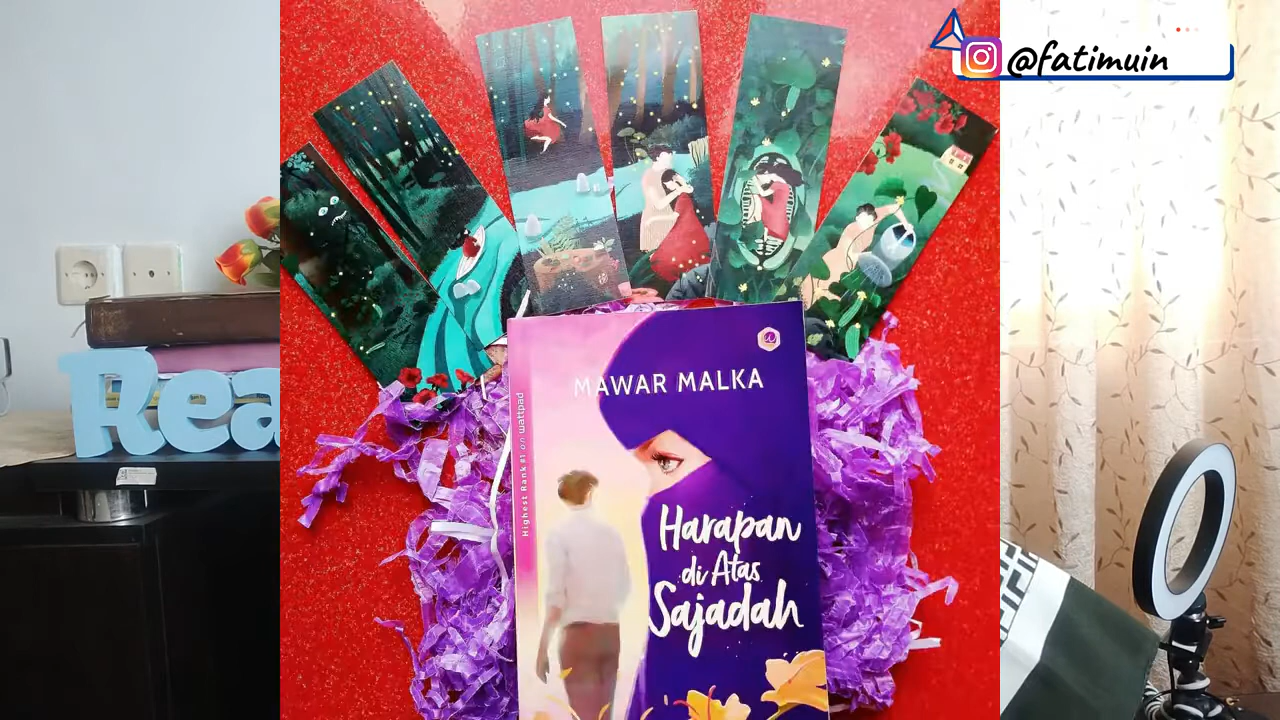 @fatimuin
Rea
MAWAR MALKA
Highest Rank #1 on wattpad
Harapan
di Atas
Sajadah